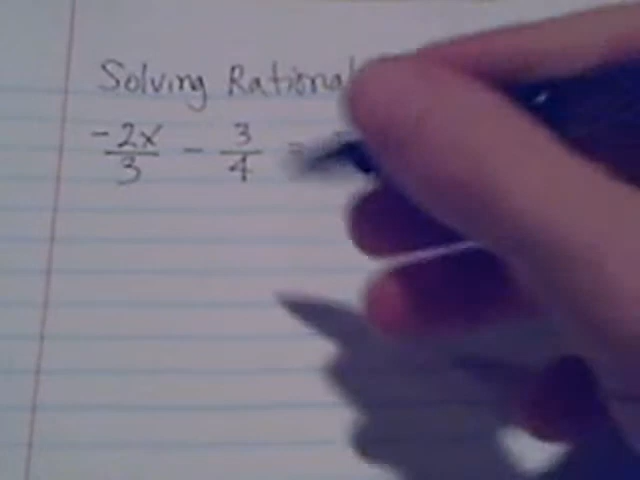 Solving Rational
-2x/3 - 3/4 =